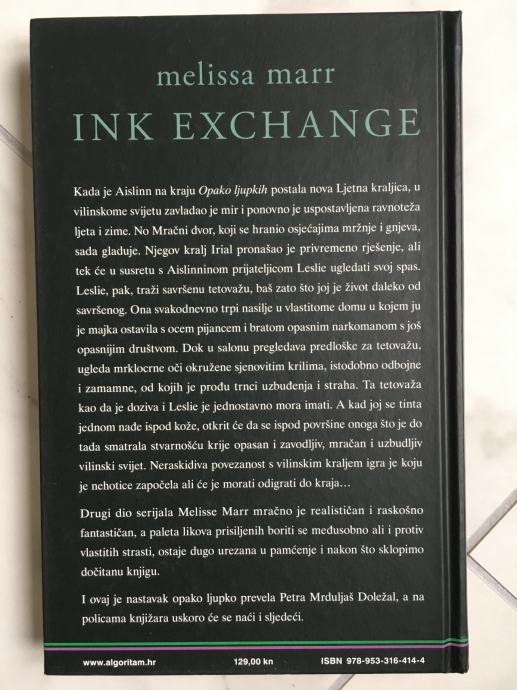 melissa marr
INK EXCHANGE
Kada je Aislinn na kraju Opako ljupkih postala nova Ljetna kraljica, u
vilinskome svijetu zavladao je mir i ponovno je uspostavljena ravnoteža
ljeta i zime. No Mračni dvor, koji se hranio osjećajima mržnje i gnjeva,
sada gladuje. Njegov kralj Irial pronašao je privremeno rješenje, ali
tek će u susretu s Aislinninom prijateljicom Leslie ugledati svoj spas.
Leslie, pak, traži savršenu tetovažu, baš zato što joj je život daleko od
savršenog. Ona svakodnevno trpi nasilje u vlastitome domu u kojem ju
je majka ostavila s ocem pijancem i bratom opasnim narkomanom s još
opasnijim društvom. Dok u salonu pregledava predloške za tetovažu,
ugleda mrklocrne oči okružene sjenovitim krilima, istodobno odbojne
i zamamne, od kojih je prođu trnci uzbuđenja i straha. Ta tetovaža
kao da je doziva i Leslie je jednostavno mora imati. A kad joj se tinta
jednom nađe ispod kože, otkrit će da se ispod površine onoga što je do
tada smatrala stvarnošću krije opasan i zavodljiv, mračan i uzbudljiv
vilinski svijet. Neraskidiva povezanost s vilinskim kraljem igra je koju
je nehotice započela ali će je morati odigrati do kraja…
Drugi dio serijala Melisse Marr mračno je realističan i raskošno
fantastičan, a paleta likova prisiljenih boriti se međusobno ali i protiv
vlastitih strasti, ostaje dugo urezana u pamćenje i nakon što sklopimo
dočitanu knjigu.
I ovaj je nastavak opako ljupko prevela Petra Mrduljaš Doležal, a na
policama knjižara uskoro će se naći i sljedeći.
www.algoritam.hr 129,00 kn ISBN 978-953-316-414-4